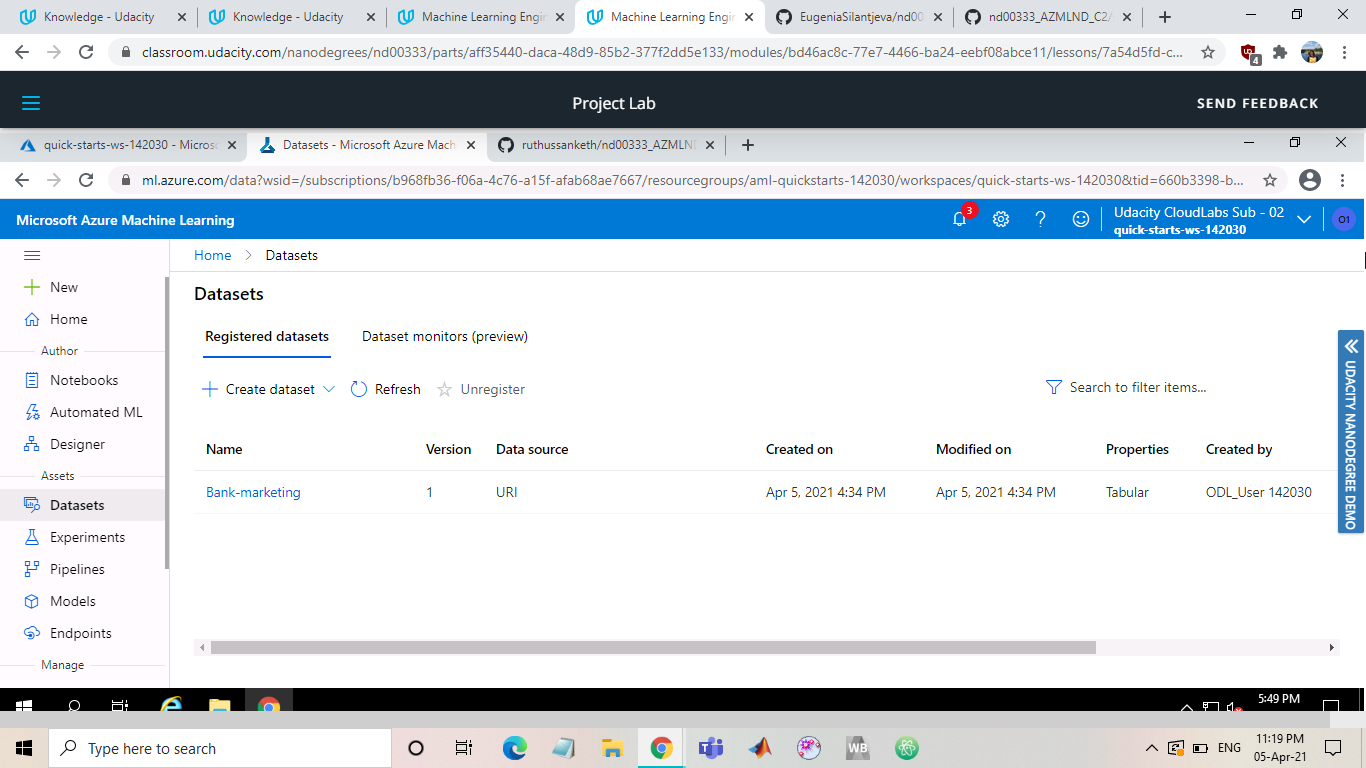 Knowledge - Udacity
Knowledge - Udacity
Machine Learning Engin
Machine Learning Engin
EugeniaSilantjeva/nd00
nd00333_AZMLND_C2/
classroom.udacity.com/nanodegrees/nd00333/parts/aff35440-daca-48d9-85b2-377f2dd5e133/modules/bd46ac8c-77e7-4466-ba24-eebf08abce11/lessons/7a54d5fd-c...
4
Project Lab
SEND FEEDBACK
quick-starts-ws-142030 - Micros
Datasets - Microsoft Azure Mach
ruthussanketh/nd00333_AZMLN
ml.azure.com/data?wsid=/subscriptions/b968fb36-f06a-4c76-a15f-afab68ae7667/resourcegroups/aml-quickstarts-142030/workspaces/quick-starts-ws-142030&tid=660b3398-b...
Microsoft Azure Machine Learning
3
Udacity CloudLabs Sub - 02
quick-starts-ws-142030
O1
New
Home
Author
Notebooks
Automated ML
Designer
Assets
Datasets
Experiments
Pipelines
Models
Endpoints
Manage
Home > Datasets
Datasets
Registered datasets
Dataset monitors (preview)
Create dataset
Refresh
Unregister
Search to filter items...
Name Version Data source Created on Modified on Properties Created by
Bank-marketing 1 URI Apr 5, 2021 4:34 PM Apr 5, 2021 4:34 PM Tabular ODL_User 142030
UDACITY NANODEGREE DEMO
5:49 PM
Type here to search
WB
ENG
11:19 PM
05-Apr-21